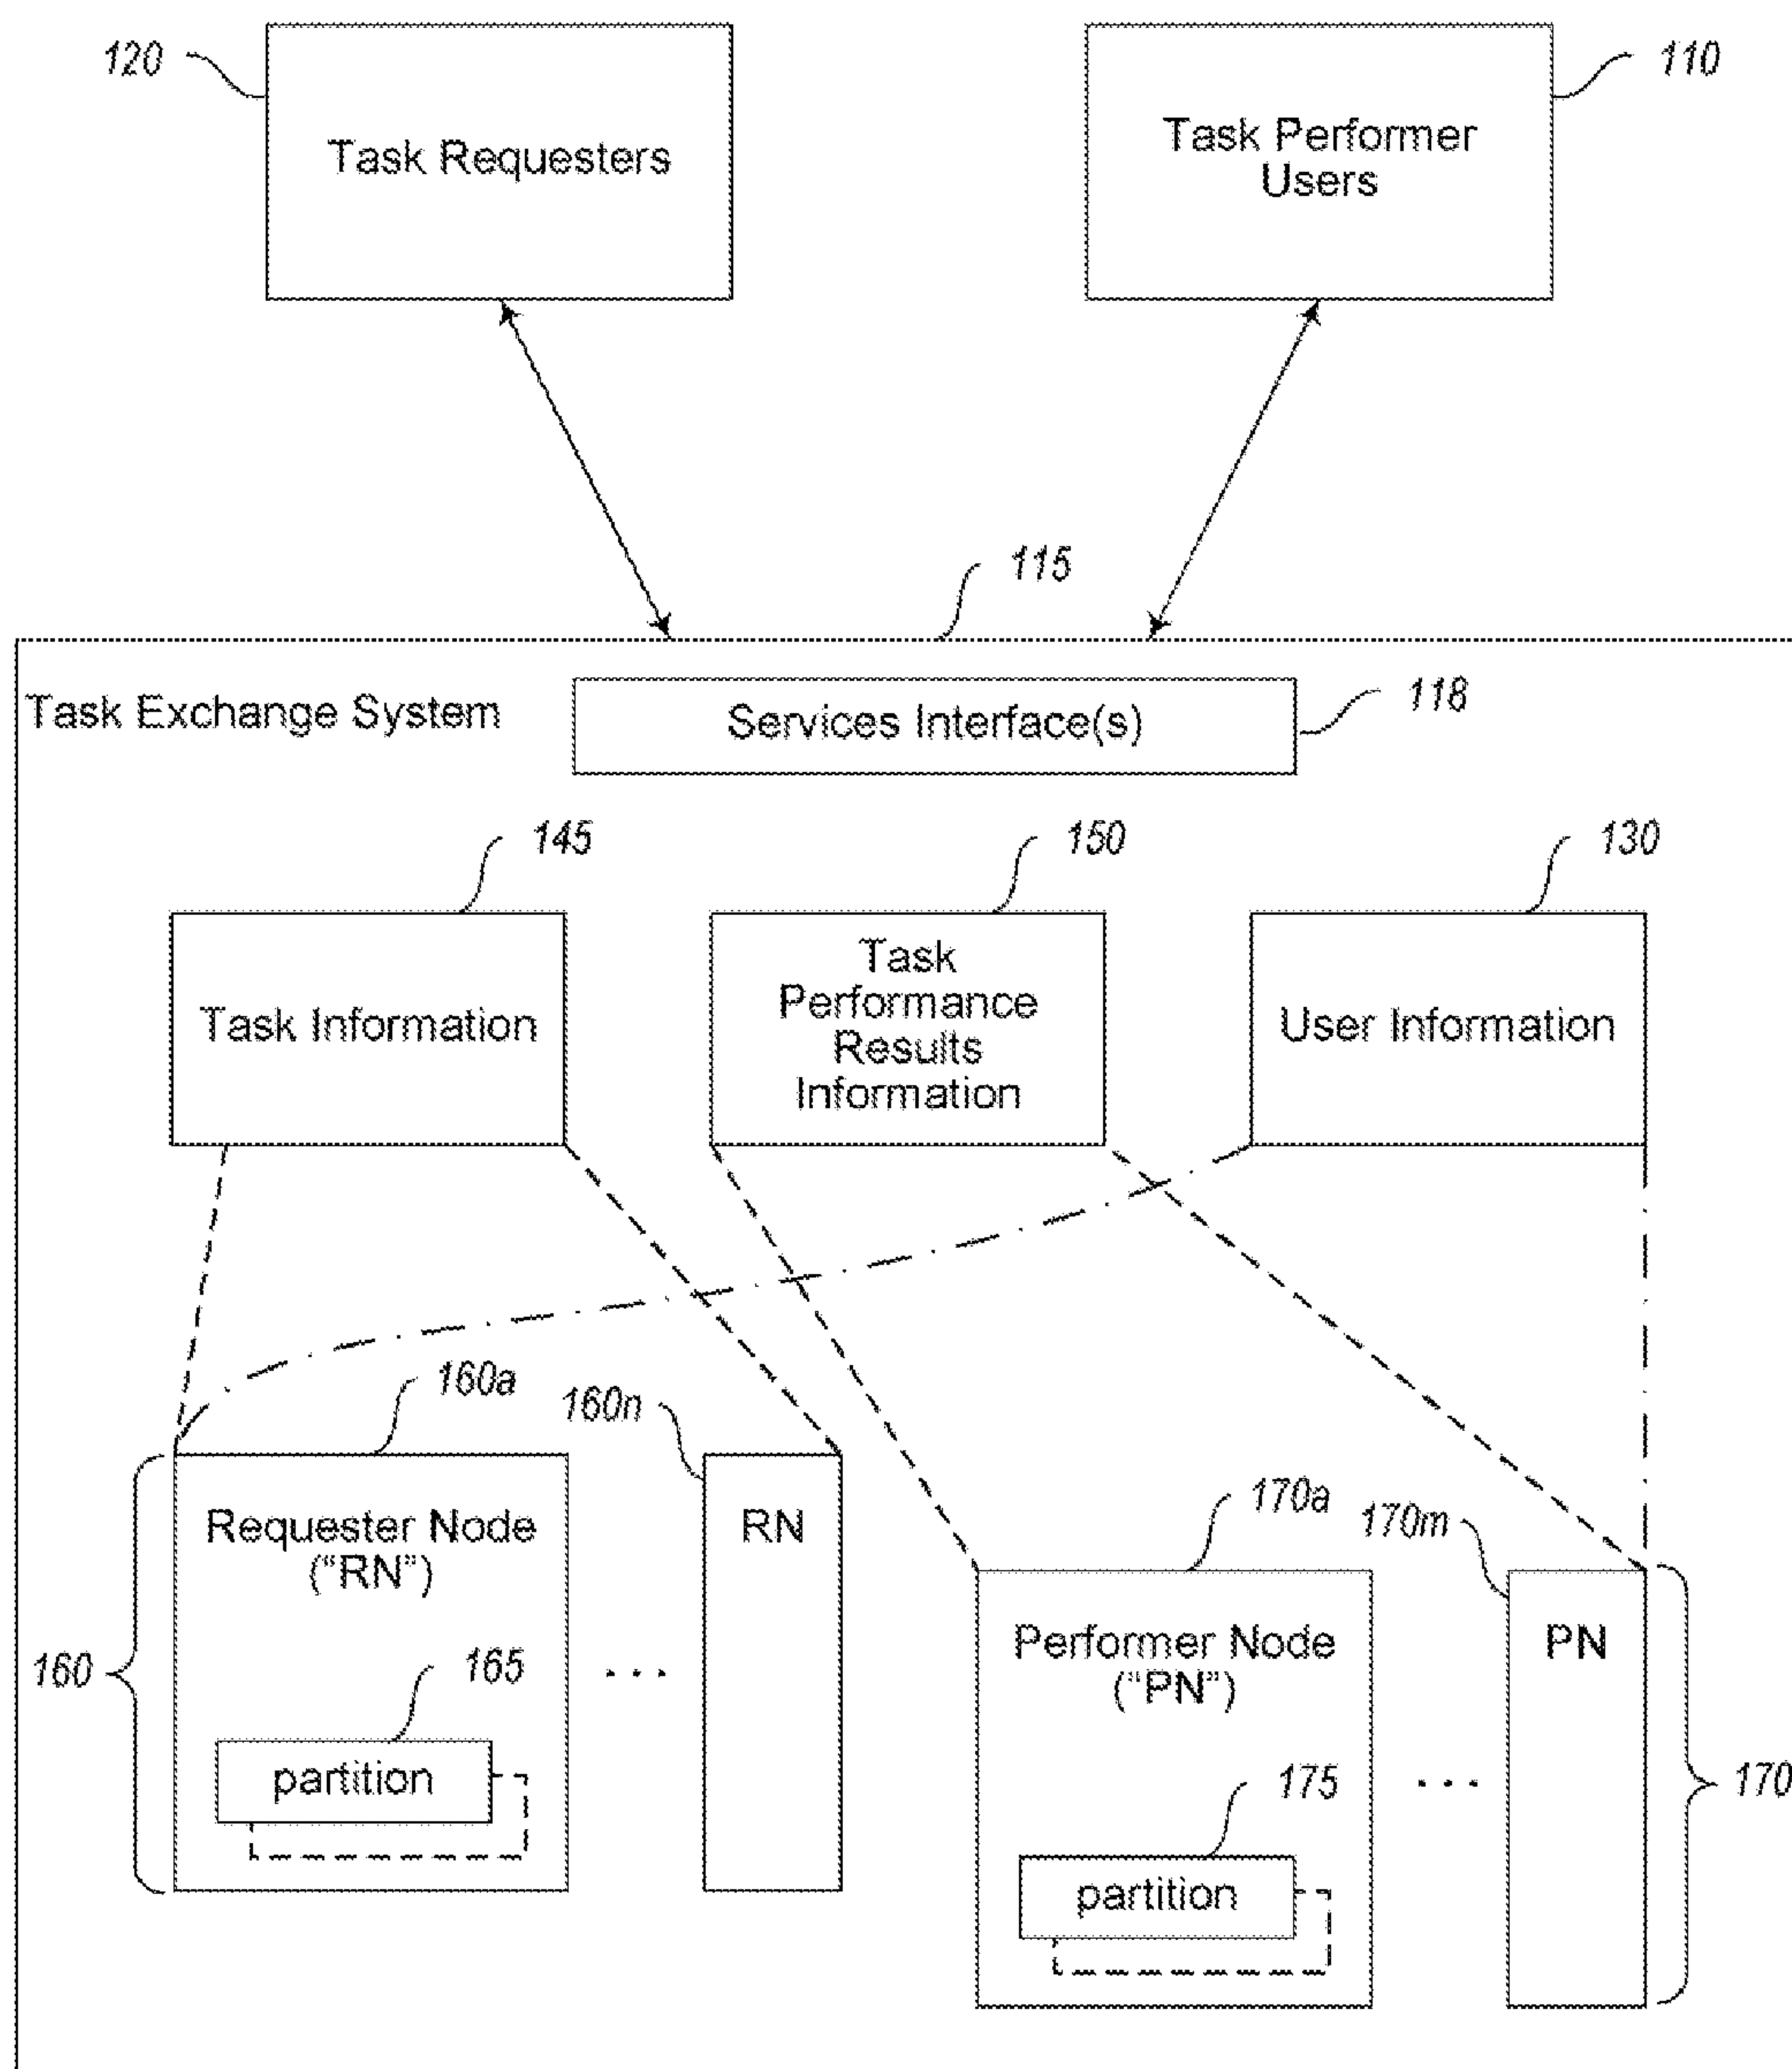 120
110
Task Requesters
Task Performer
Users
115
Task Exchange System
Services Interface(s)
118
145
150
130
Task Information
Task
Performance
Results
Information
User Information
160a
160n
Requester Node
("RN")
RN
170a
170m
Performer Node
("PN")
PN
160
165
. . .
partition
175
. . .
170
partition